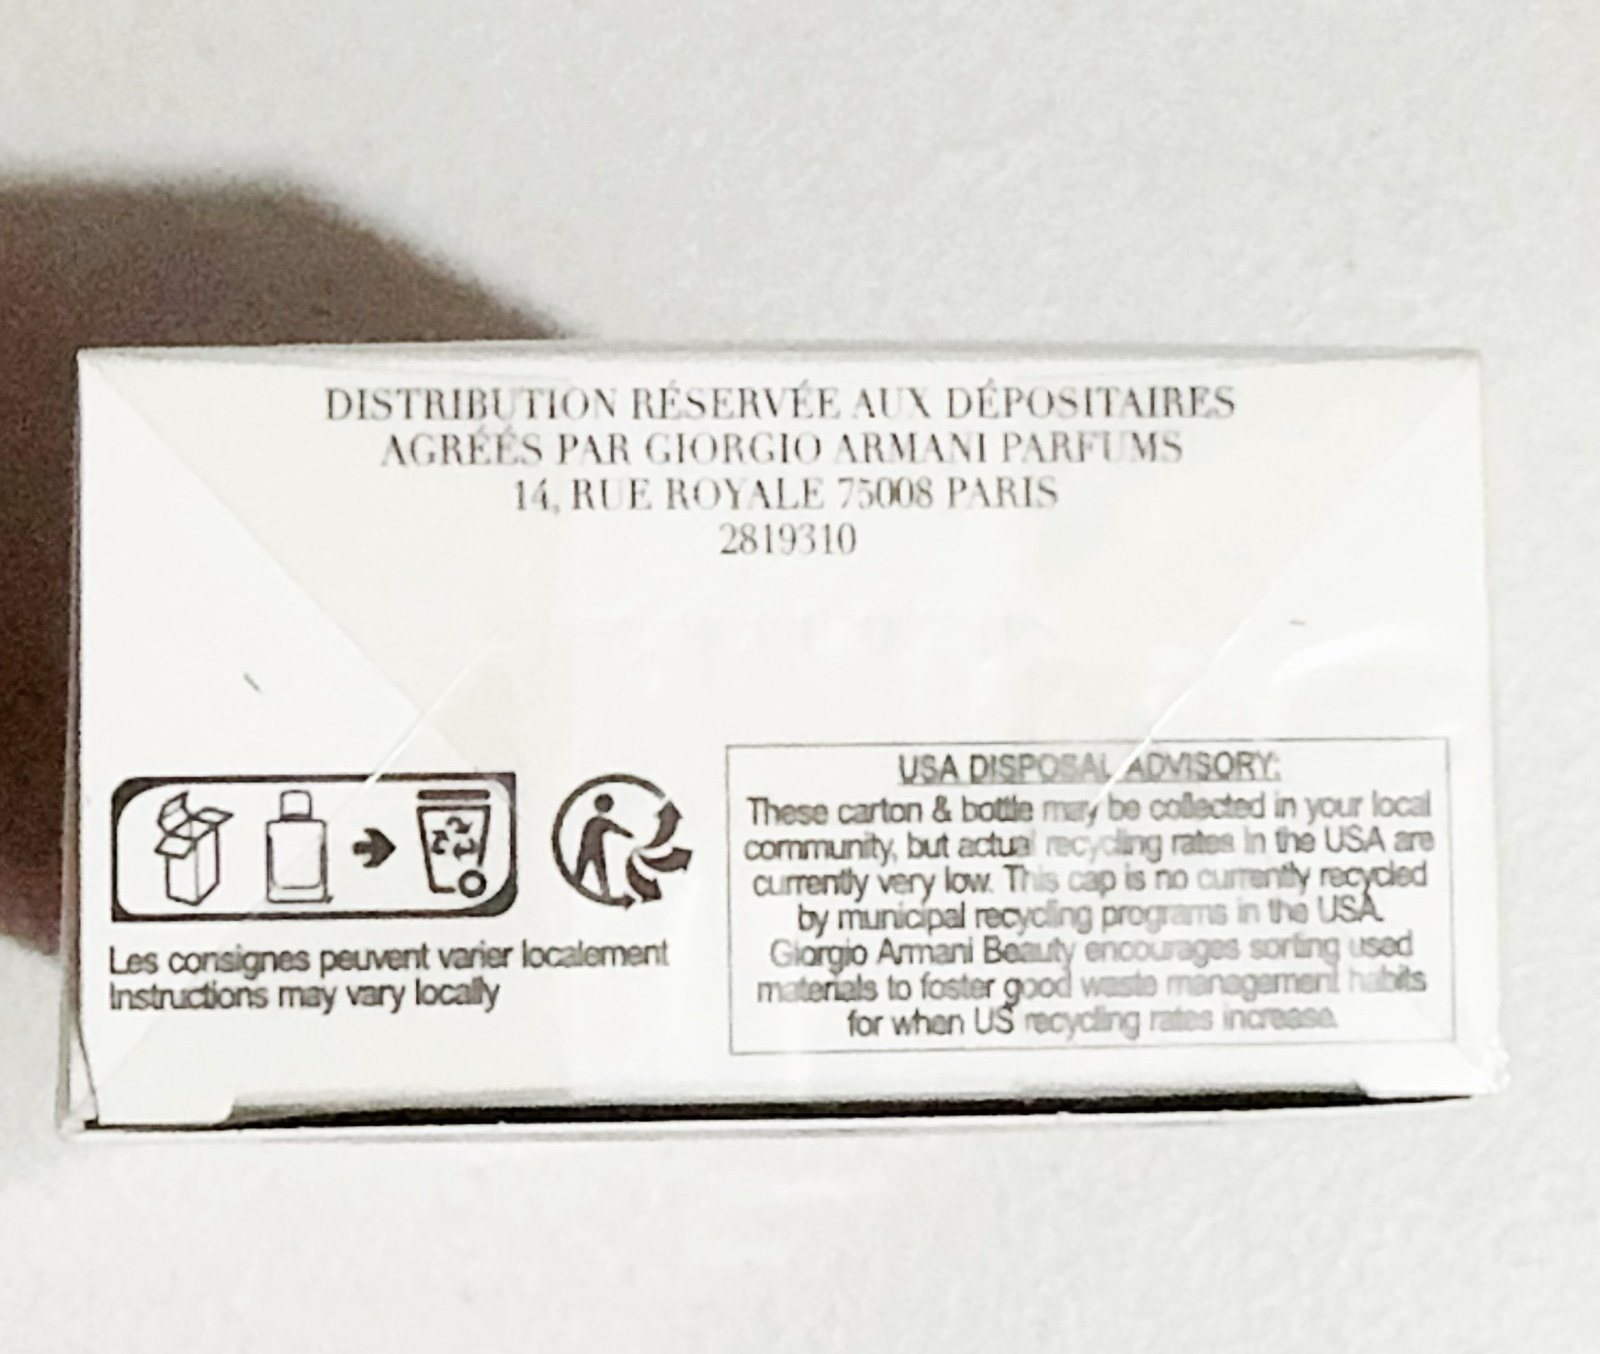 DISTRIBUTION RÉSERVÉE AUX DÉPOSITAIRES
AGRÉÉS PAR GIORGIO ARMANI PARFUMS
14, RUE ROYALE 75008 PARIS
2819310
Les consignes peuvent varier localement
Instructions may vary locally
USA DISPOSAL ADVISORY:
These carton & bottle may be collected in your local
community, but actual recycling rates in the USA are
currently very low. This cap is no currently recycled
by municipal recycling programs in the USA.
Giorgio Armani Beauty encourages sorting used
materials to foster good waste management habits
for when US recycling rates increase.